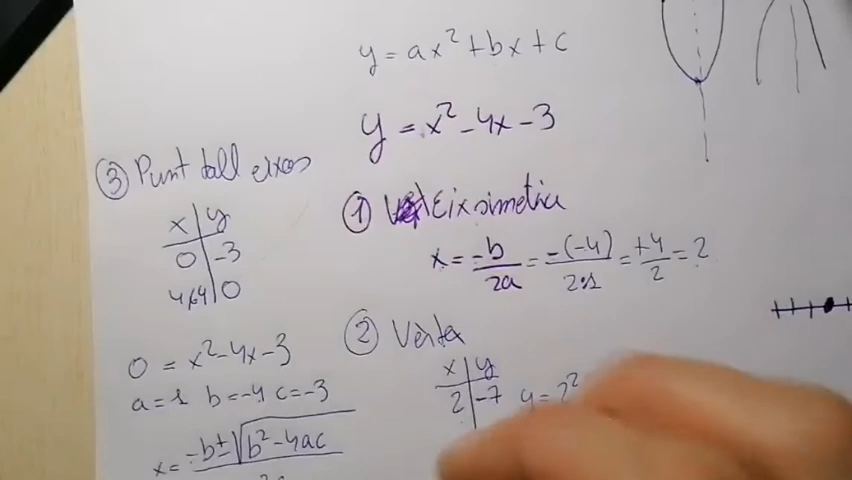 y = ax² + bx + c
y = x² - 4x - 3
③ Punt tall eixos
x | y
0 | -3
4,64 | 0
0 = x² - 4x - 3
a = 1 b = -4 c = -3
x = -b ± √b² - 4ac
① Eix simetria
x = -b/2a = -(-4)/2·1 = +4/2 = 2
② Vèrtex
x | y
2 | -7 y = 2²